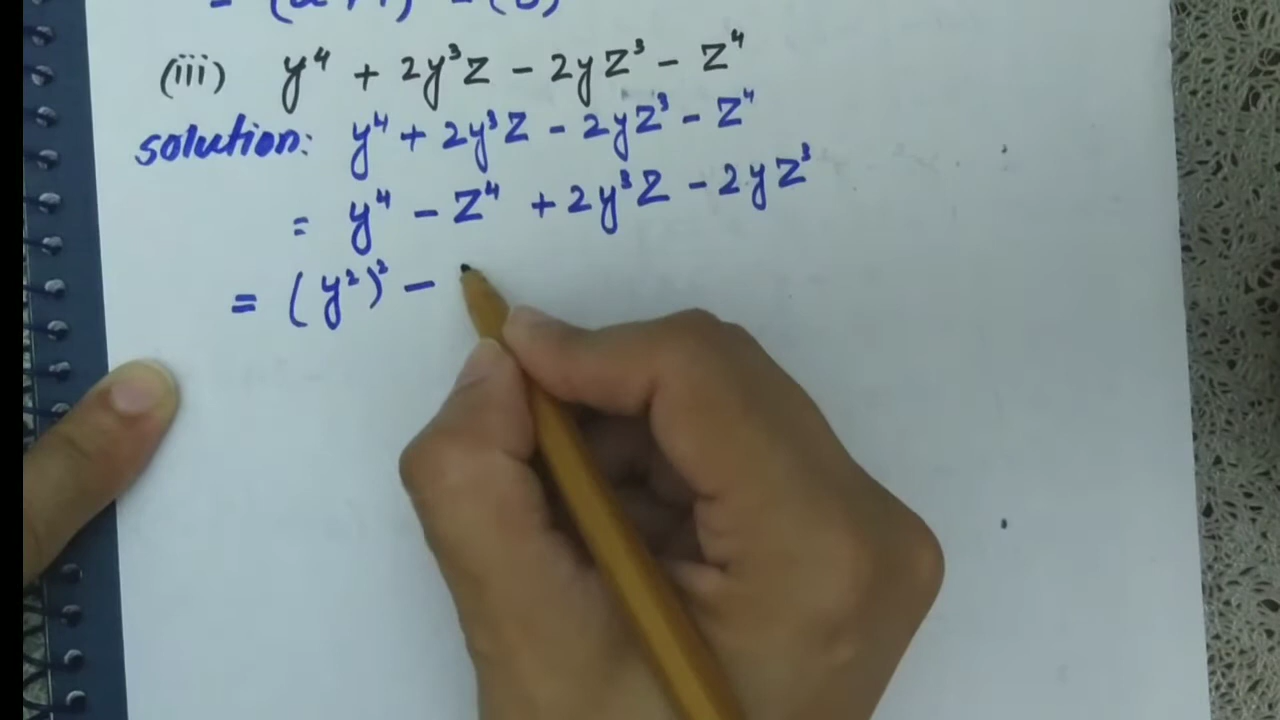 (iii) y⁴ + 2y³z - 2yz³ - z⁴
solution: y⁴ + 2y³z - 2yz³ - z⁴
= y⁴ - z⁴ + 2y³z - 2yz³
= (y²)² -